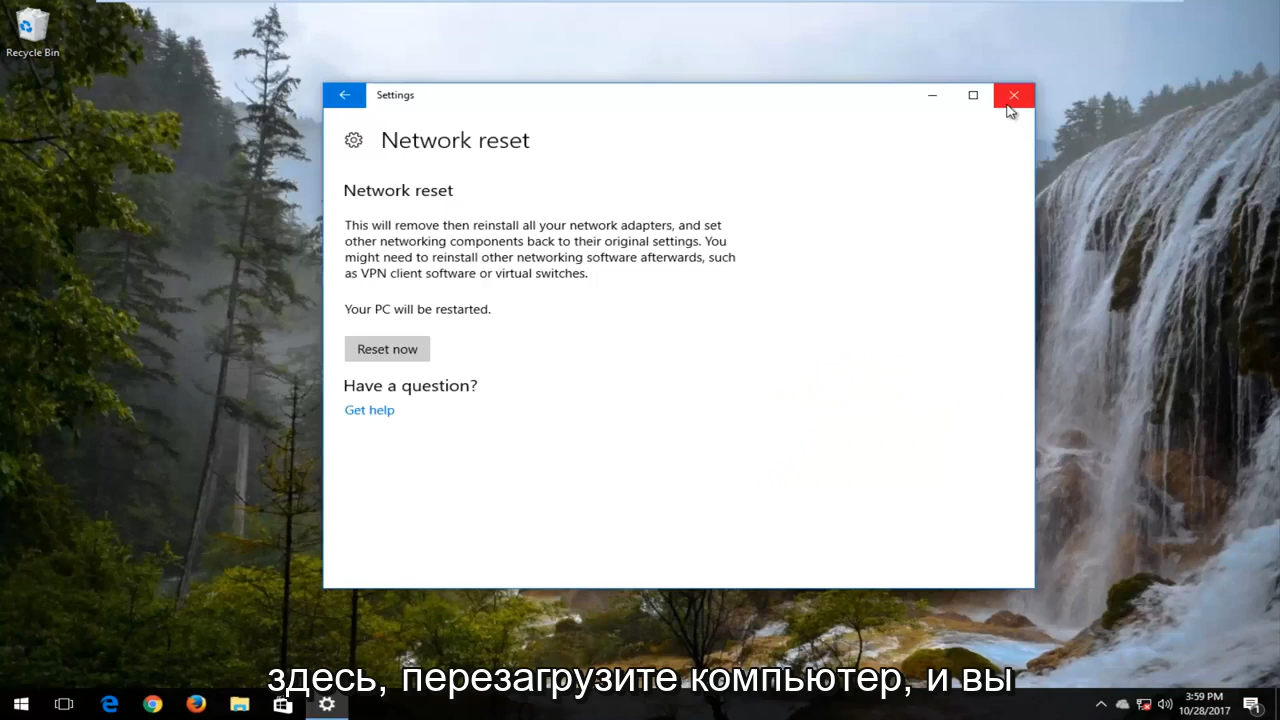 Recycle Bin
Settings
Network reset
Network reset
This will remove then reinstall all your network adapters, and set
other networking components back to their original settings. You
might need to reinstall other networking software afterwards, such
as VPN client software or virtual switches.
Your PC will be restarted.
Reset now
Have a question?
Get help
здесь, перезагрузите компьютер, и вы
3:59 PM
10/28/2017
1